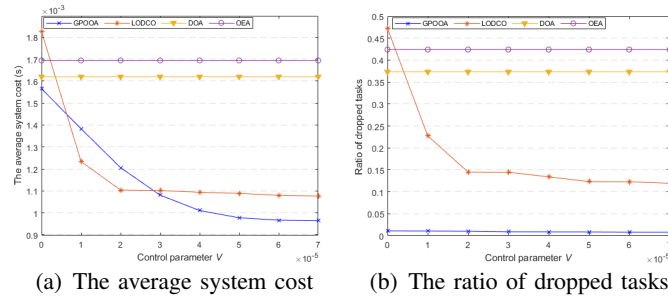 ×10⁻³
GPOOA LODCO DOA OEA
1.8
1.7
1.6
1.5
1.4
1.3
1.2
1.1
1
0.9
The average system cost (s)
0 1 2 3 4 5 6 7
Control parameter V
×10⁻⁵
(a) The average system cost
GPOOA LODCO DOA OEA
0.5
0.45
0.4
0.35
0.3
0.25
0.2
0.15
0.1
0.05
0
Ratio of dropped tasks
0 1 2 3 4 5 6
Control parameter V
×10⁻⁵
(b) The ratio of dropped tasks